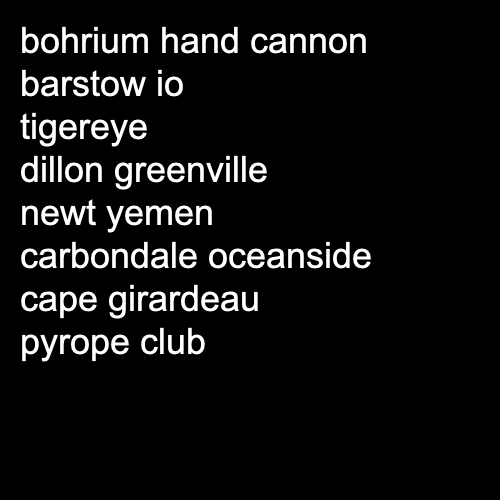 bohrium hand cannon
barstow io
tigereye
dillon greenville
newt yemen
carbondale oceanside
cape girardeau
pyrope club